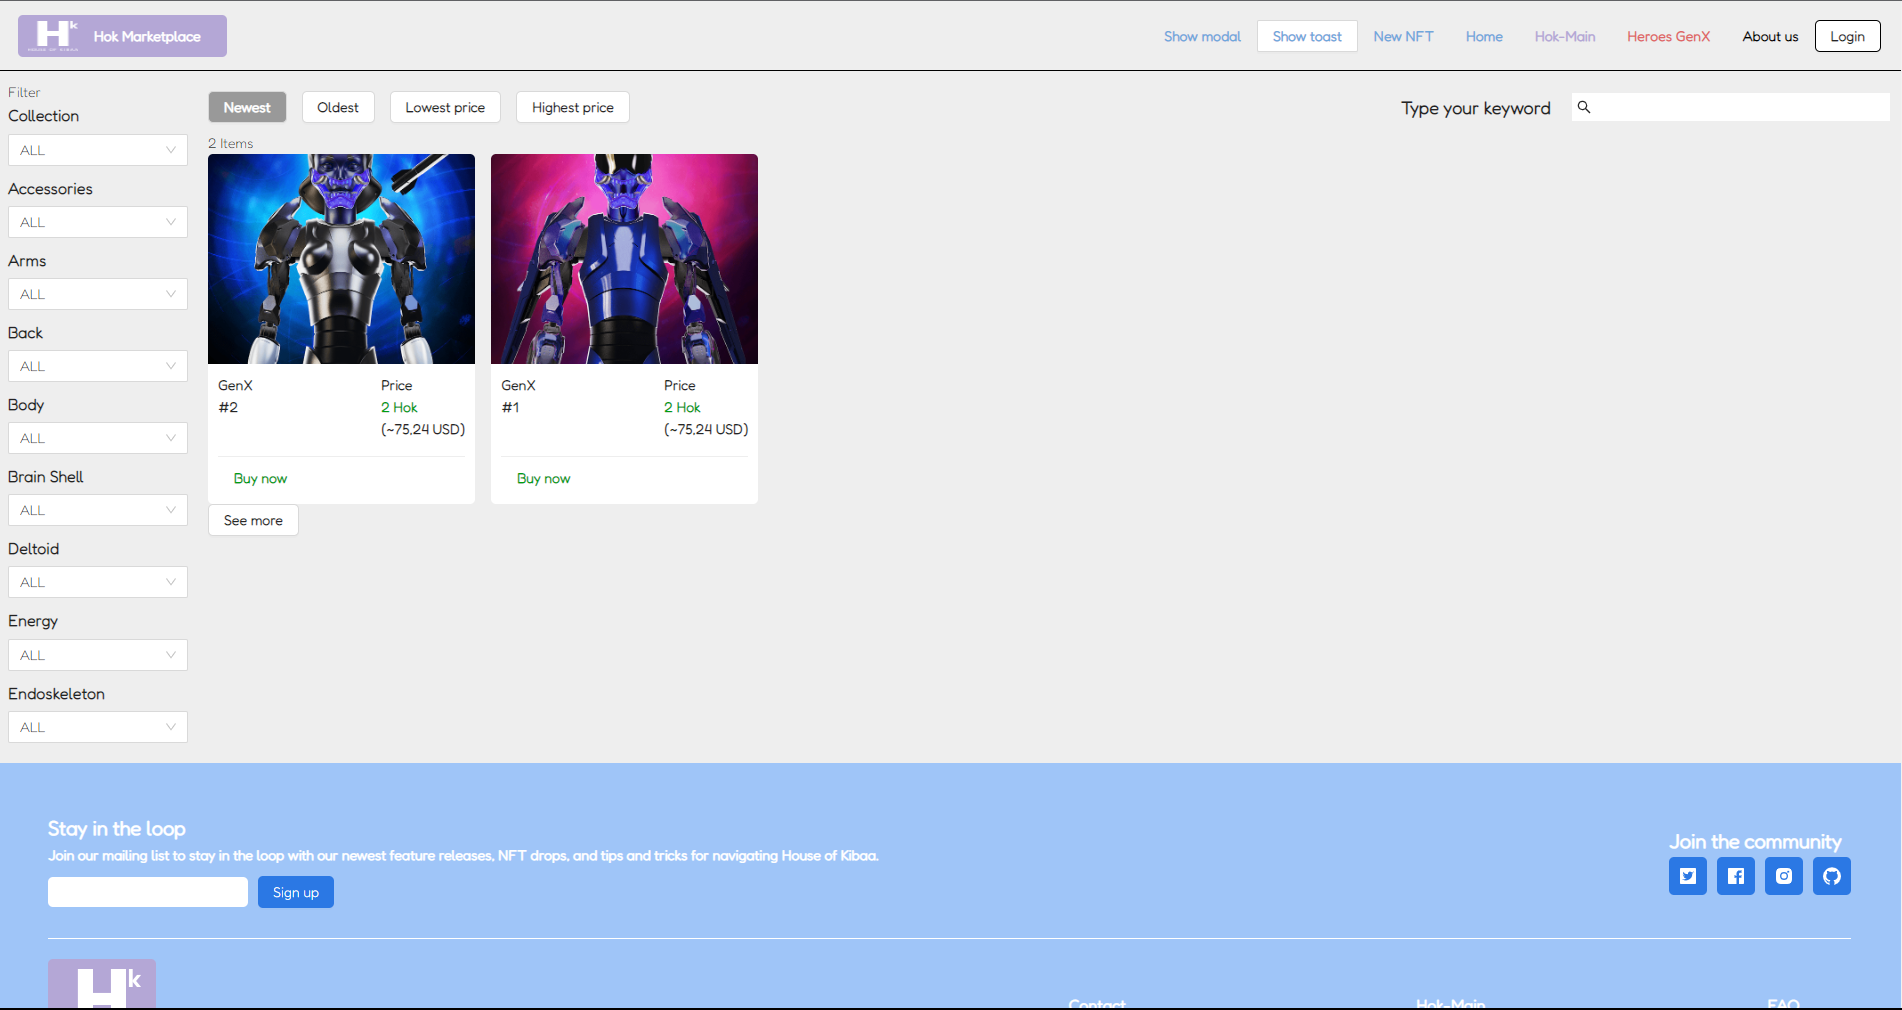 Hk
HOUSE OF KIBAA
Hok Marketplace
Show modal
Show toast
New NFT
Home
Hok-Main
Heroes GenX
About us
Login
Filter
Collection
ALL
Accessories
ALL
Arms
ALL
Back
ALL
Body
ALL
Brain Shell
ALL
Deltoid
ALL
Energy
ALL
Endoskeleton
ALL
Newest
Oldest
Lowest price
Highest price
Type your keyword
2 Items
GenX
#2
Price
2 Hok
(~75,24 USD)
Buy now
GenX
#1
Price
2 Hok
(~75,24 USD)
Buy now
See more
Stay in the loop
Join our mailing list to stay in the loop with our newest feature releases, NFT drops, and tips and tricks for navigating House of Kibaa.
Sign up
Join the community
Hk
Contact
Hok-Main
FAQ